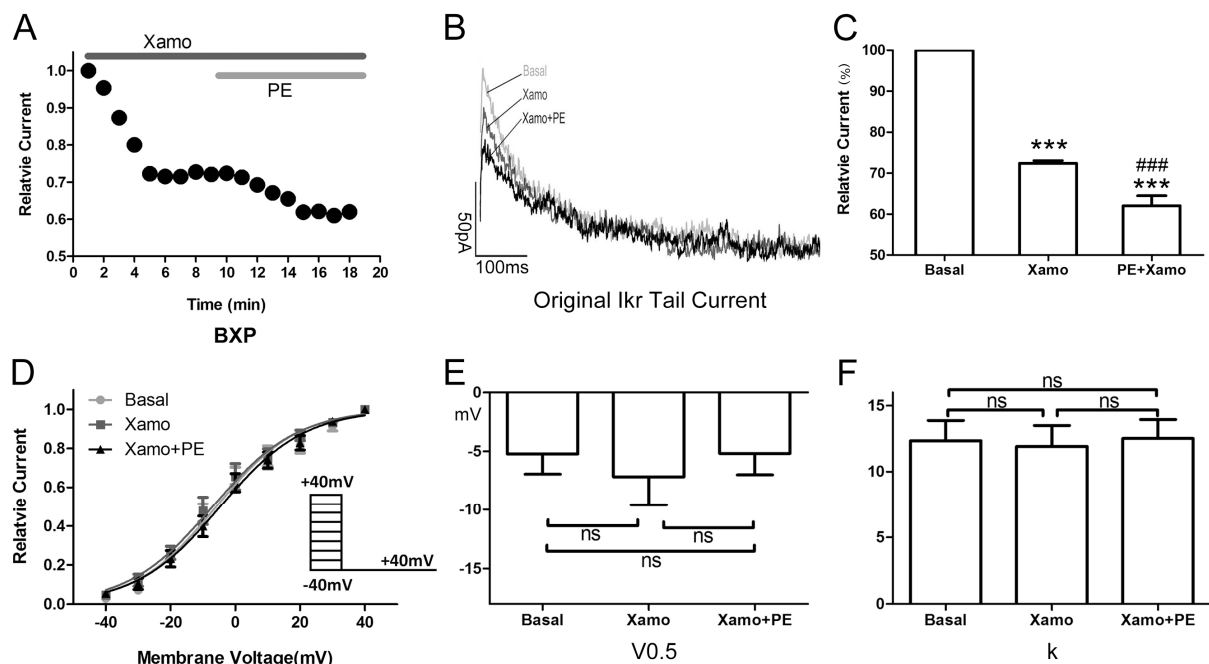 A
Xamo
PE
1.0
0.9
0.8
0.7
0.6
0.5
Relatvie Current
0 2 4 6 8 10 12 14 16 18 20
Time (min)
BXP
B
Basal
Xamo
Xamo+PE
50pA
100ms
Original Ikr Tail Current
C
100
90
80
70
60
50
Relatvie Current (%)
***
###
***
Basal Xamo PE+Xamo
D
Basal
Xamo
Xamo+PE
1.0
0.8
0.6
0.4
0.2
0.0
Relatvie Current
+40mV
+40mV
-40mV
-40 -20 0 20 40
Membrane Voltage(mV)
E
0
mV
-5
-10
-15
ns
ns
ns
Basal Xamo Xamo+PE
V0.5
F
15
10
5
0
ns
ns
ns
Basal Xamo Xamo+PE
k